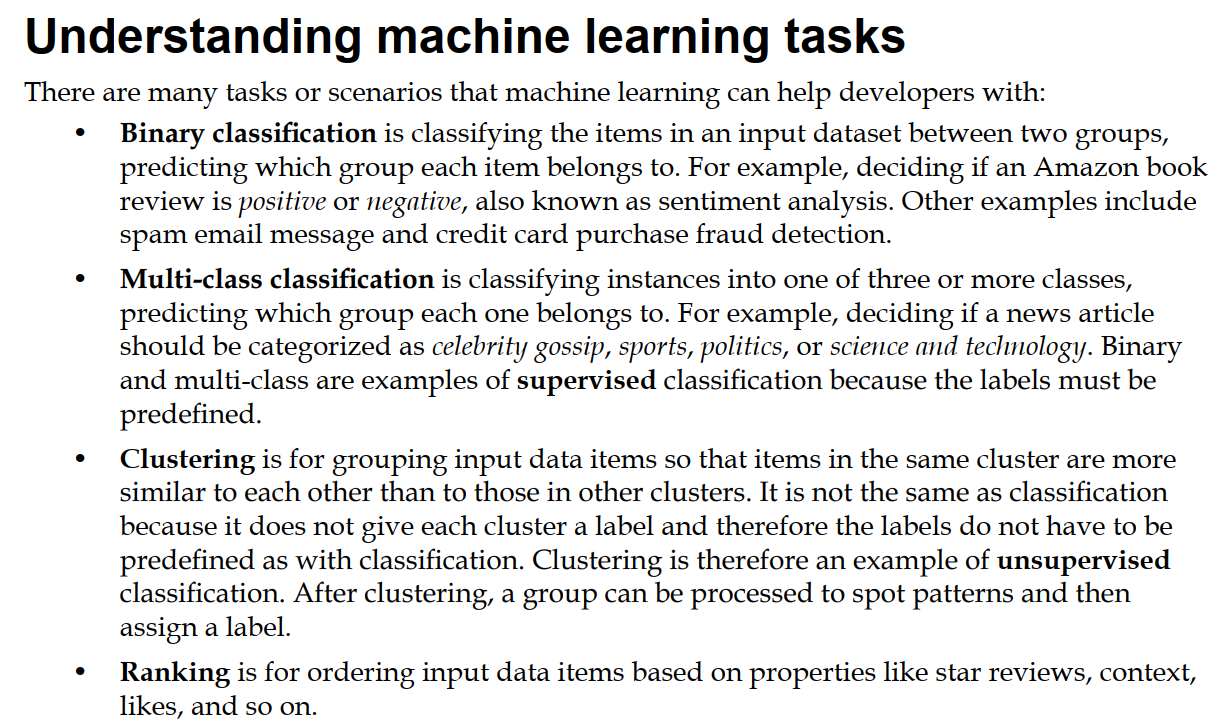 Understanding machine learning tasks
There are many tasks or scenarios that machine learning can help developers with:
• Binary classification is classifying the items in an input dataset between two groups,
predicting which group each item belongs to. For example, deciding if an Amazon book
review is positive or negative, also known as sentiment analysis. Other examples include
spam email message and credit card purchase fraud detection.
• Multi-class classification is classifying instances into one of three or more classes,
predicting which group each one belongs to. For example, deciding if a news article
should be categorized as celebrity gossip, sports, politics, or science and technology. Binary
and multi-class are examples of supervised classification because the labels must be
predefined.
• Clustering is for grouping input data items so that items in the same cluster are more
similar to each other than to those in other clusters. It is not the same as classification
because it does not give each cluster a label and therefore the labels do not have to be
predefined as with classification. Clustering is therefore an example of unsupervised
classification. After clustering, a group can be processed to spot patterns and then
assign a label.
• Ranking is for ordering input data items based on properties like star reviews, context,
likes, and so on.